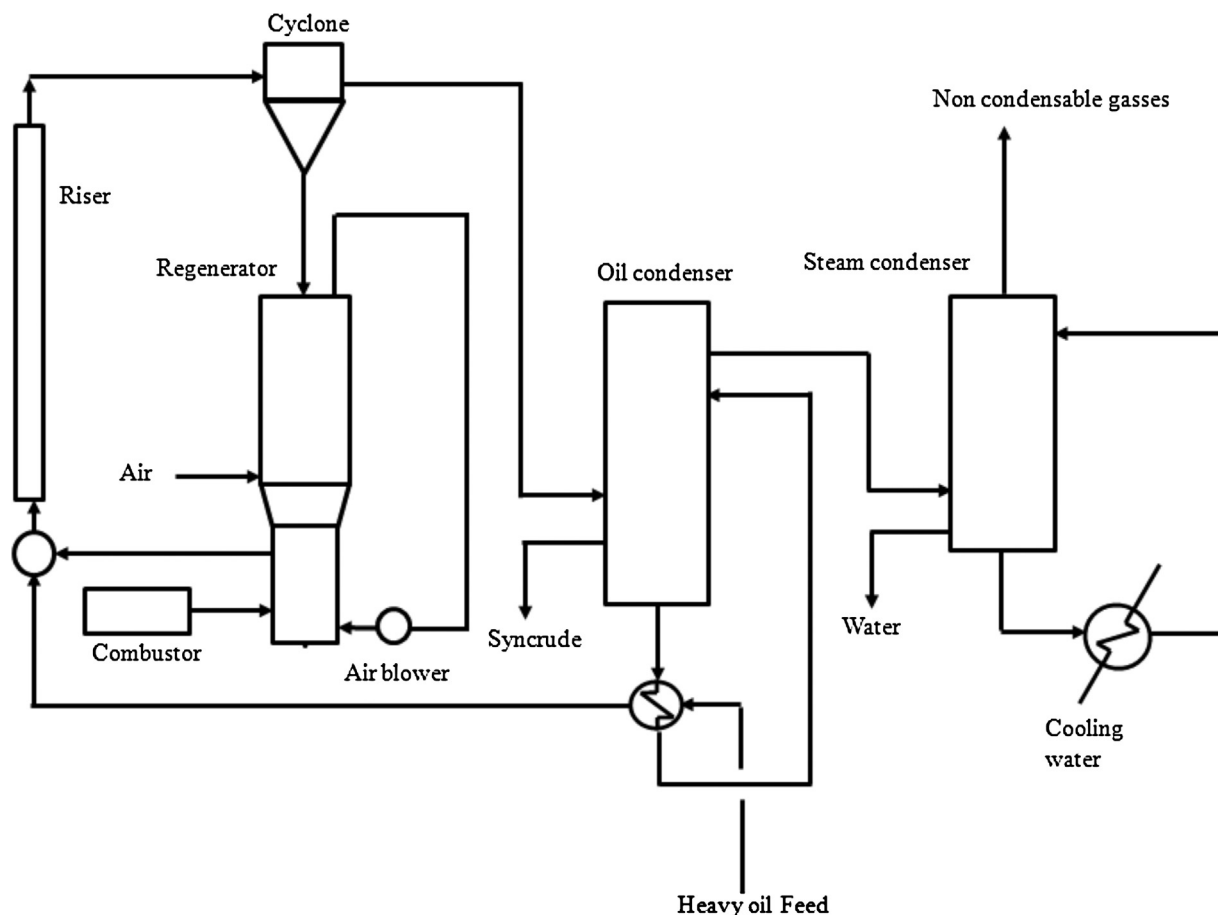 Cyclone
Non condensable gasses
Riser
Regenerator
Oil condenser
Steam condenser
Air
Combustor
Air blower
Syncrude
Water
Cooling
water
Heavy oil Feed